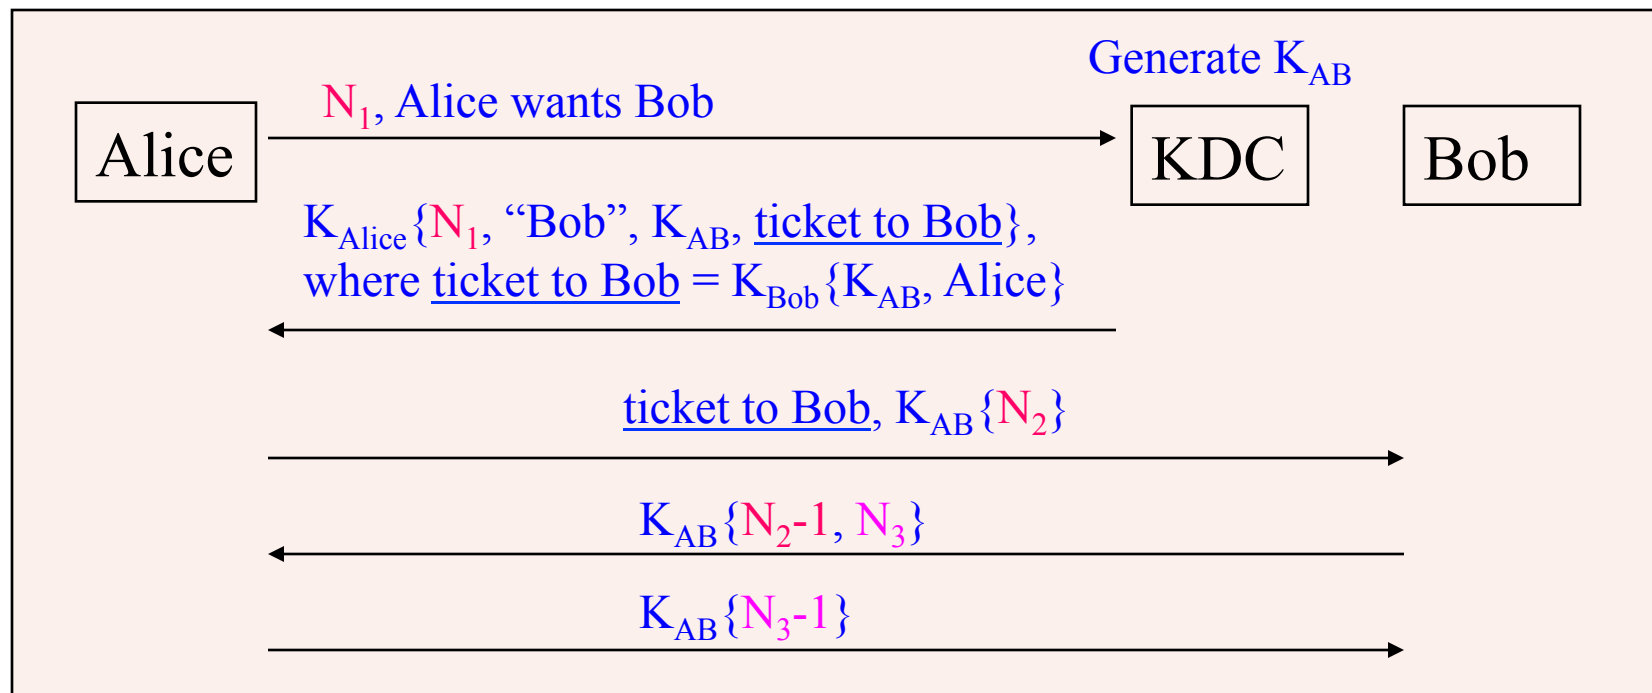 Generate K_AB
N_1, Alice wants Bob
Alice
KDC
Bob
K_Alice{N_1, “Bob”, K_AB, ticket to Bob},
where ticket to Bob = K_Bob{K_AB, Alice}
ticket to Bob, K_AB{N_2}
K_AB{N_2-1, N_3}
K_AB{N_3-1}